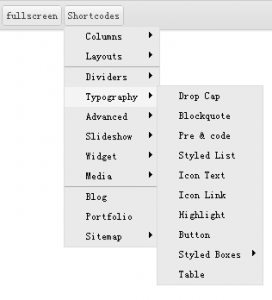 fullscreen Shortcodes
Columns
Layouts
Dividers
Typography
Advanced
Slideshow
Widget
Media
Blog
Portfolio
Sitemap
Drop Cap
Blockquote
Pre & code
Styled List
Icon Text
Icon Link
Highlight
Button
Styled Boxes
Table